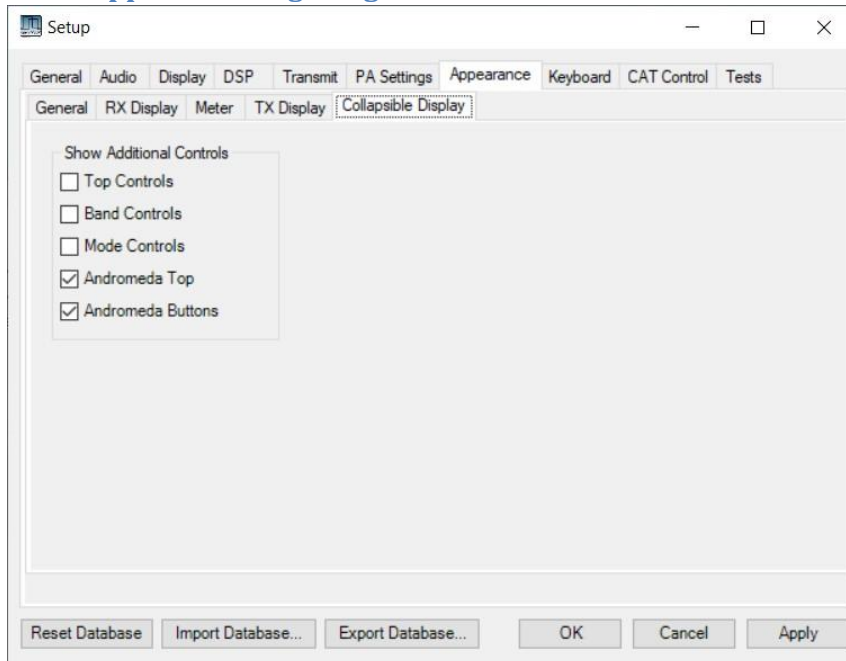 Setup
General Audio Display DSP Transmit PA Settings Appearance Keyboard CAT Control Tests
General RX Display Meter TX Display Collapsible Display
Show Additional Controls
Top Controls
Band Controls
Mode Controls
Andromeda Top
Andromeda Buttons
Reset Database Import Database... Export Database... OK Cancel Apply